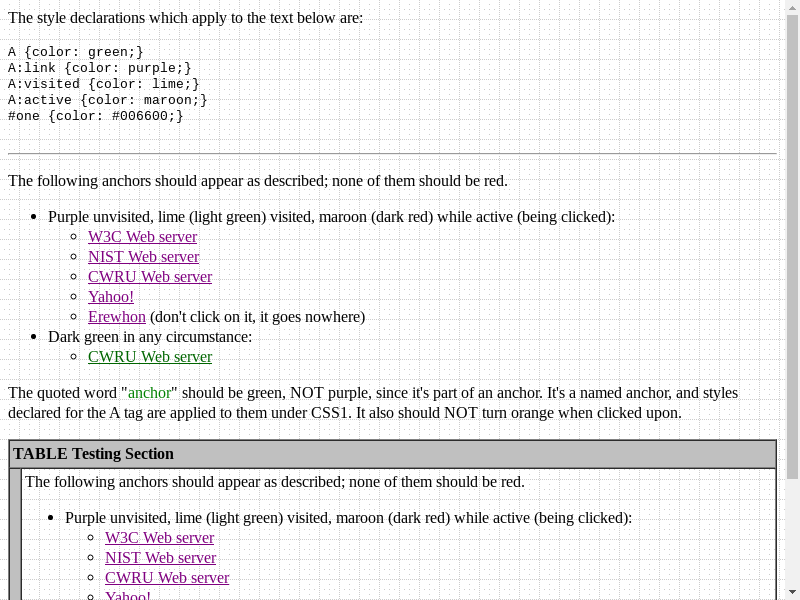 The style declarations which apply to the text below are:
A {color: green;}
A:link {color: purple;}
A:visited {color: lime;}
A:active {color: maroon;}
#one {color: #006600;}
The following anchors should appear as described; none of them should be red.
Purple unvisited, lime (light green) visited, maroon (dark red) while active (being clicked):
W3C Web server
NIST Web server
CWRU Web server
Yahoo!
Erewhon (don't click on it, it goes nowhere)
Dark green in any circumstance:
CWRU Web server
The quoted word "anchor" should be green, NOT purple, since it's part of an anchor. It's a named anchor, and styles
declared for the A tag are applied to them under CSS1. It also should NOT turn orange when clicked upon.
TABLE Testing Section
The following anchors should appear as described; none of them should be red.
Purple unvisited, lime (light green) visited, maroon (dark red) while active (being clicked):
W3C Web server
NIST Web server
CWRU Web server
Yahoo!